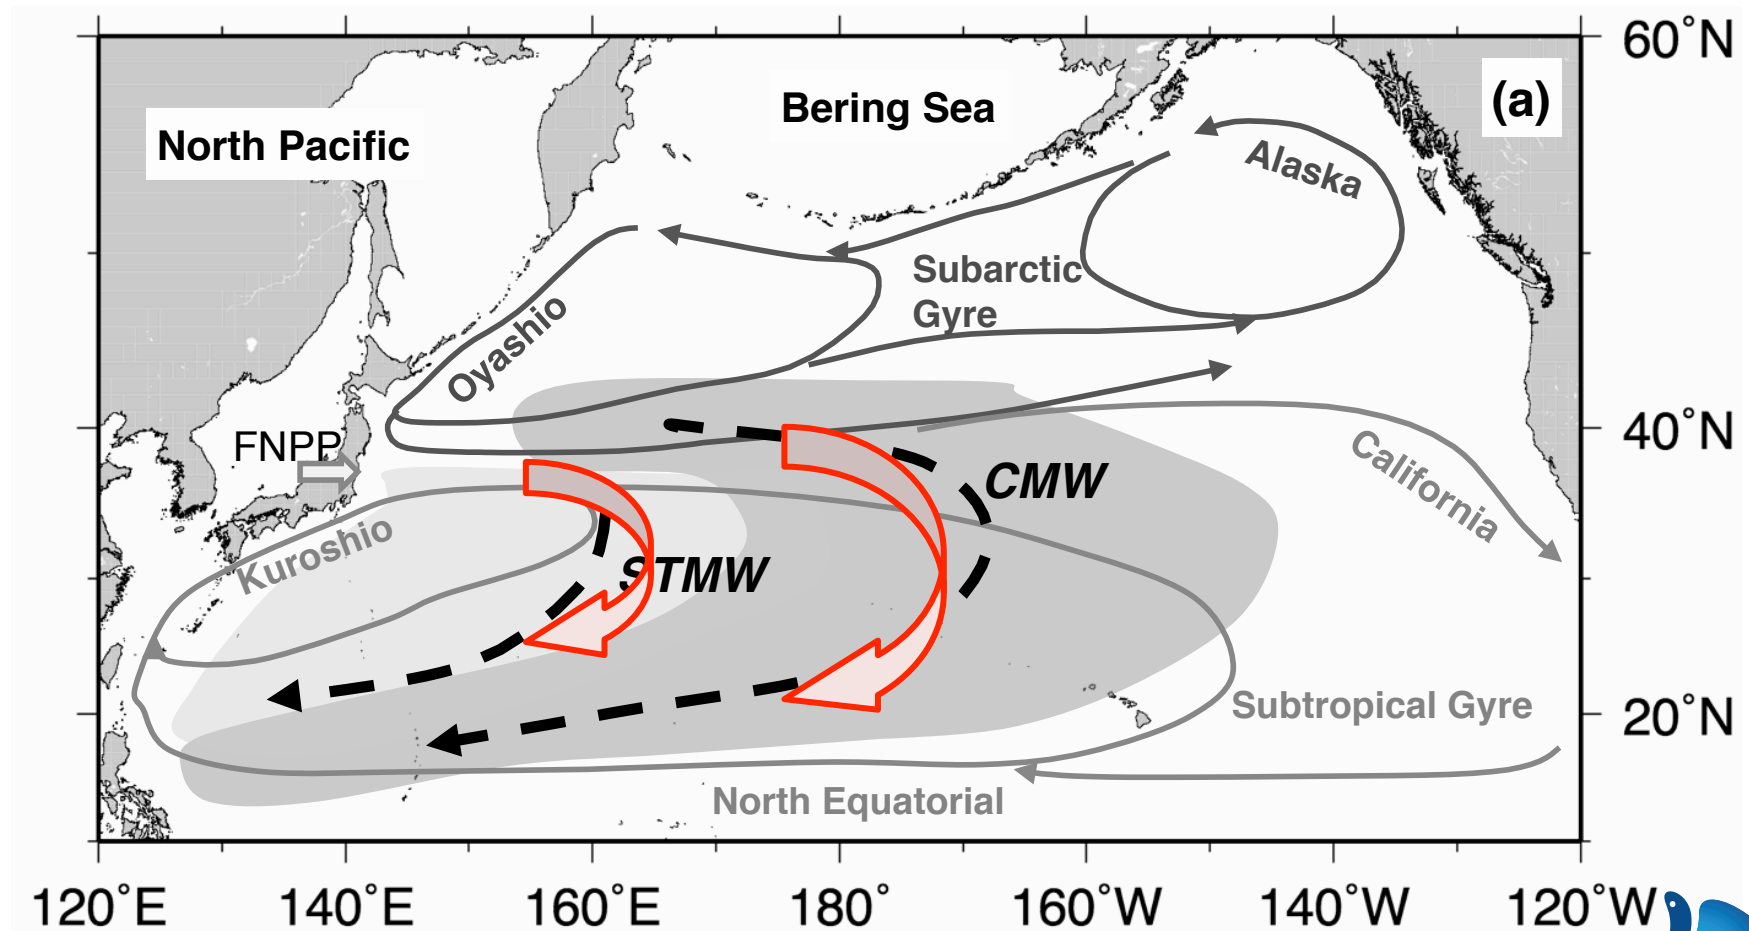 60°N
(a)
Bering Sea
North Pacific
Alaska
Subarctic
Gyre
Oyashio
FNPP
40°N
California
CMW
Kuroshio
STMW
Subtropical Gyre
20°N
North Equatorial
120°E 140°E 160°E 180° 160°W 140°W 120°W